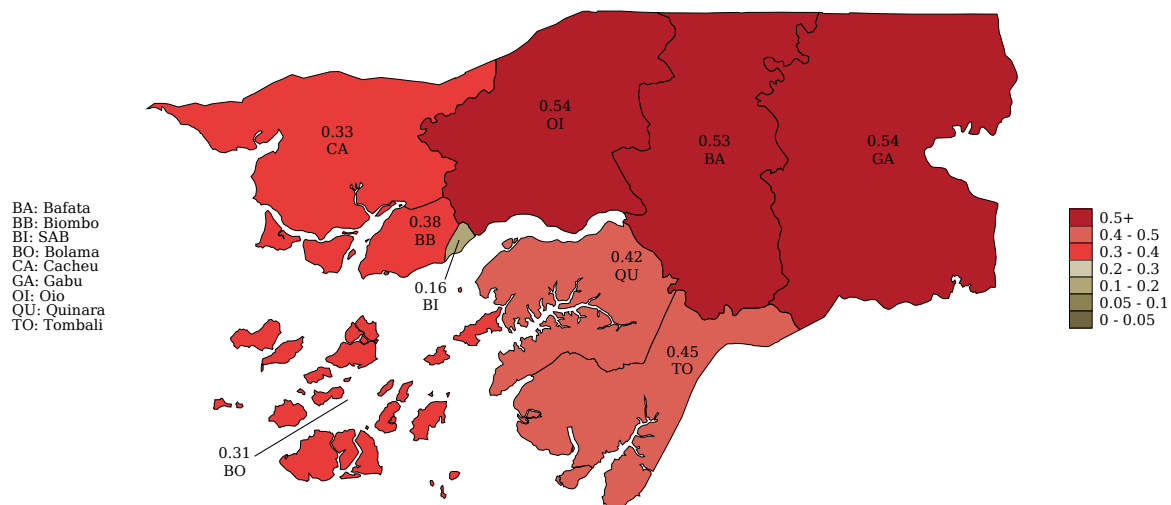 0.54
OI
0.33
CA
0.53
BA
0.54
GA
BA: Bafata
BB: Biombo
BI: SAB
BO: Bolama
CA: Cacheu
GA: Gabu
OI: Oio
QU: Quinara
TO: Tombali
0.38
BB
0.42
QU
0.16
BI
0.45
TO
0.31
BO
0.5+
0.4 - 0.5
0.3 - 0.4
0.2 - 0.3
0.1 - 0.2
0.05 - 0.1
0 - 0.05